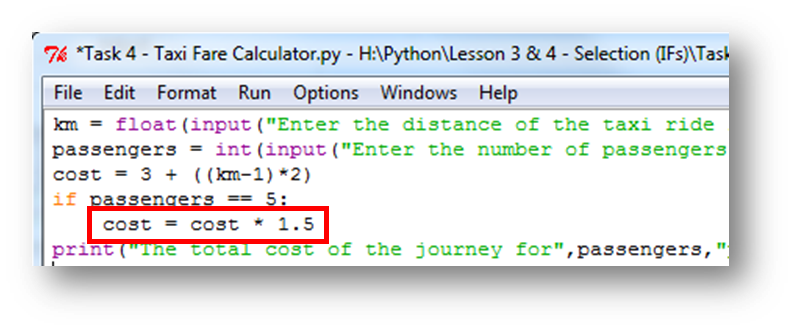 *Task 4 - Taxi Fare Calculator.py - H:\Python\Lesson 3 & 4 - Selection (IFs)\Task
File Edit Format Run Options Windows Help
km = float(input("Enter the distance of the taxi ride
passengers = int(input("Enter the number of passengers
cost = 3 + ((km-1)*2)
if passengers == 5:
cost = cost * 1.5
print("The total cost of the journey for",passengers,"